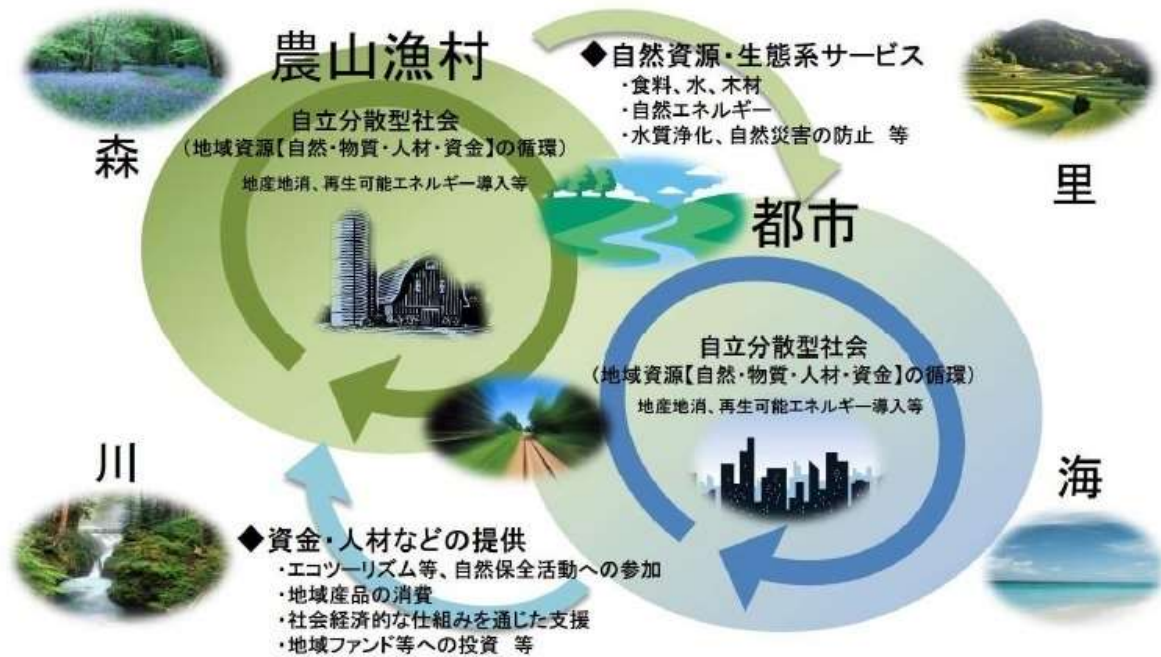 農山漁村
◆自然資源・生態系サービス
・食料、水、木材
・自然エネルギー
・水質浄化、自然災害の防止 等
森
自立分散型社会
(地域資源【自然・物質・人材・資金】の循環)
地産地消、再生可能エネルギー導入等
里
都市
自立分散型社会
(地域資源【自然・物質・人材・資金】の循環)
地産地消、再生可能エネルギー導入等
川
海
◆資金・人材などの提供
・エコツーリズム等、自然保全活動への参加
・地域産品の消費
・社会経済的な仕組みを通じた支援
・地域ファンド等への投資 等